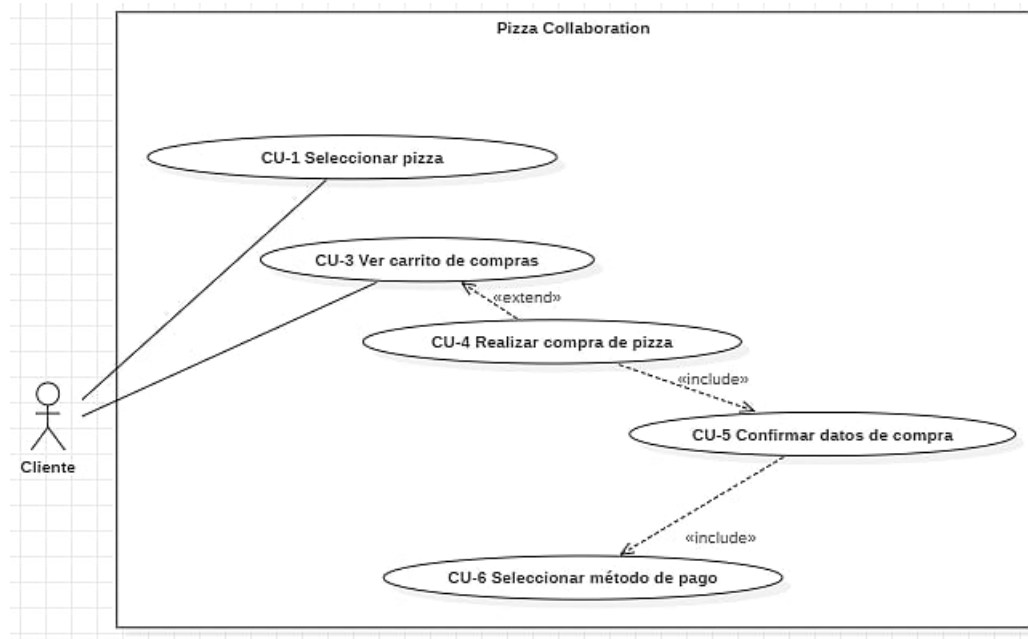 Pizza Collaboration
CU-1 Seleccionar pizza
CU-3 Ver carrito de compras
«extend»
CU-4 Realizar compra de pizza
«include»
CU-5 Confirmar datos de compra
Cliente
«include»
CU-6 Seleccionar método de pago